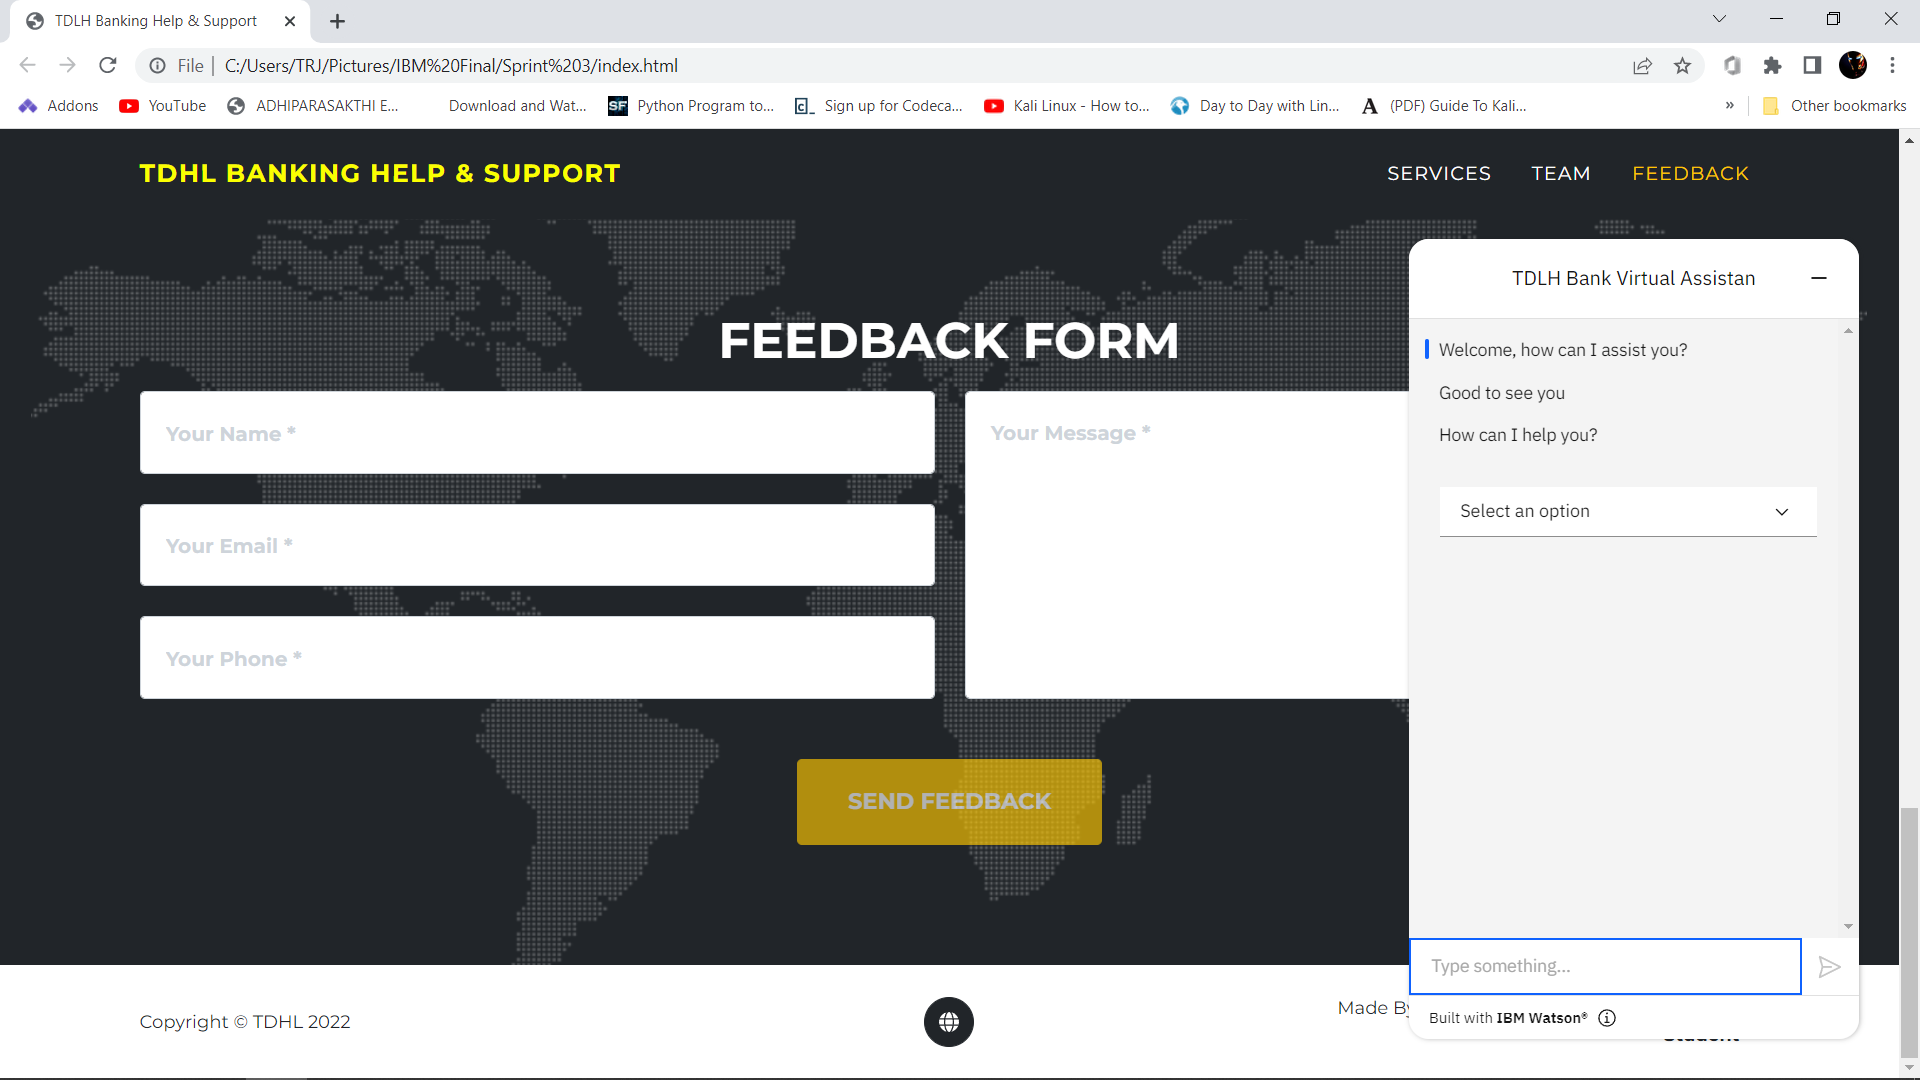 TDLH Banking Help & Support
File
C:/Users/TRJ/Pictures/IBM%20Final/Sprint%203/index.html
Addons
YouTube
ADHIPARASAKTHI E...
Download and Wat...
SF
Python Program to...
Sign up for Codeca...
Kali Linux - How to...
Day to Day with Lin...
(PDF) Guide To Kali...
»
Other bookmarks
TDHL BANKING HELP & SUPPORT
SERVICES
TEAM
FEEDBACK
FEEDBACK FORM
Your Name *
Your Email *
Your Phone *
Your Message *
SEND FEEDBACK
TDLH Bank Virtual Assistan
Welcome, how can I assist you?
Good to see you
How can I help you?
Select an option
Type something...
Built with IBM Watson®
Copyright © TDHL 2022
Made By